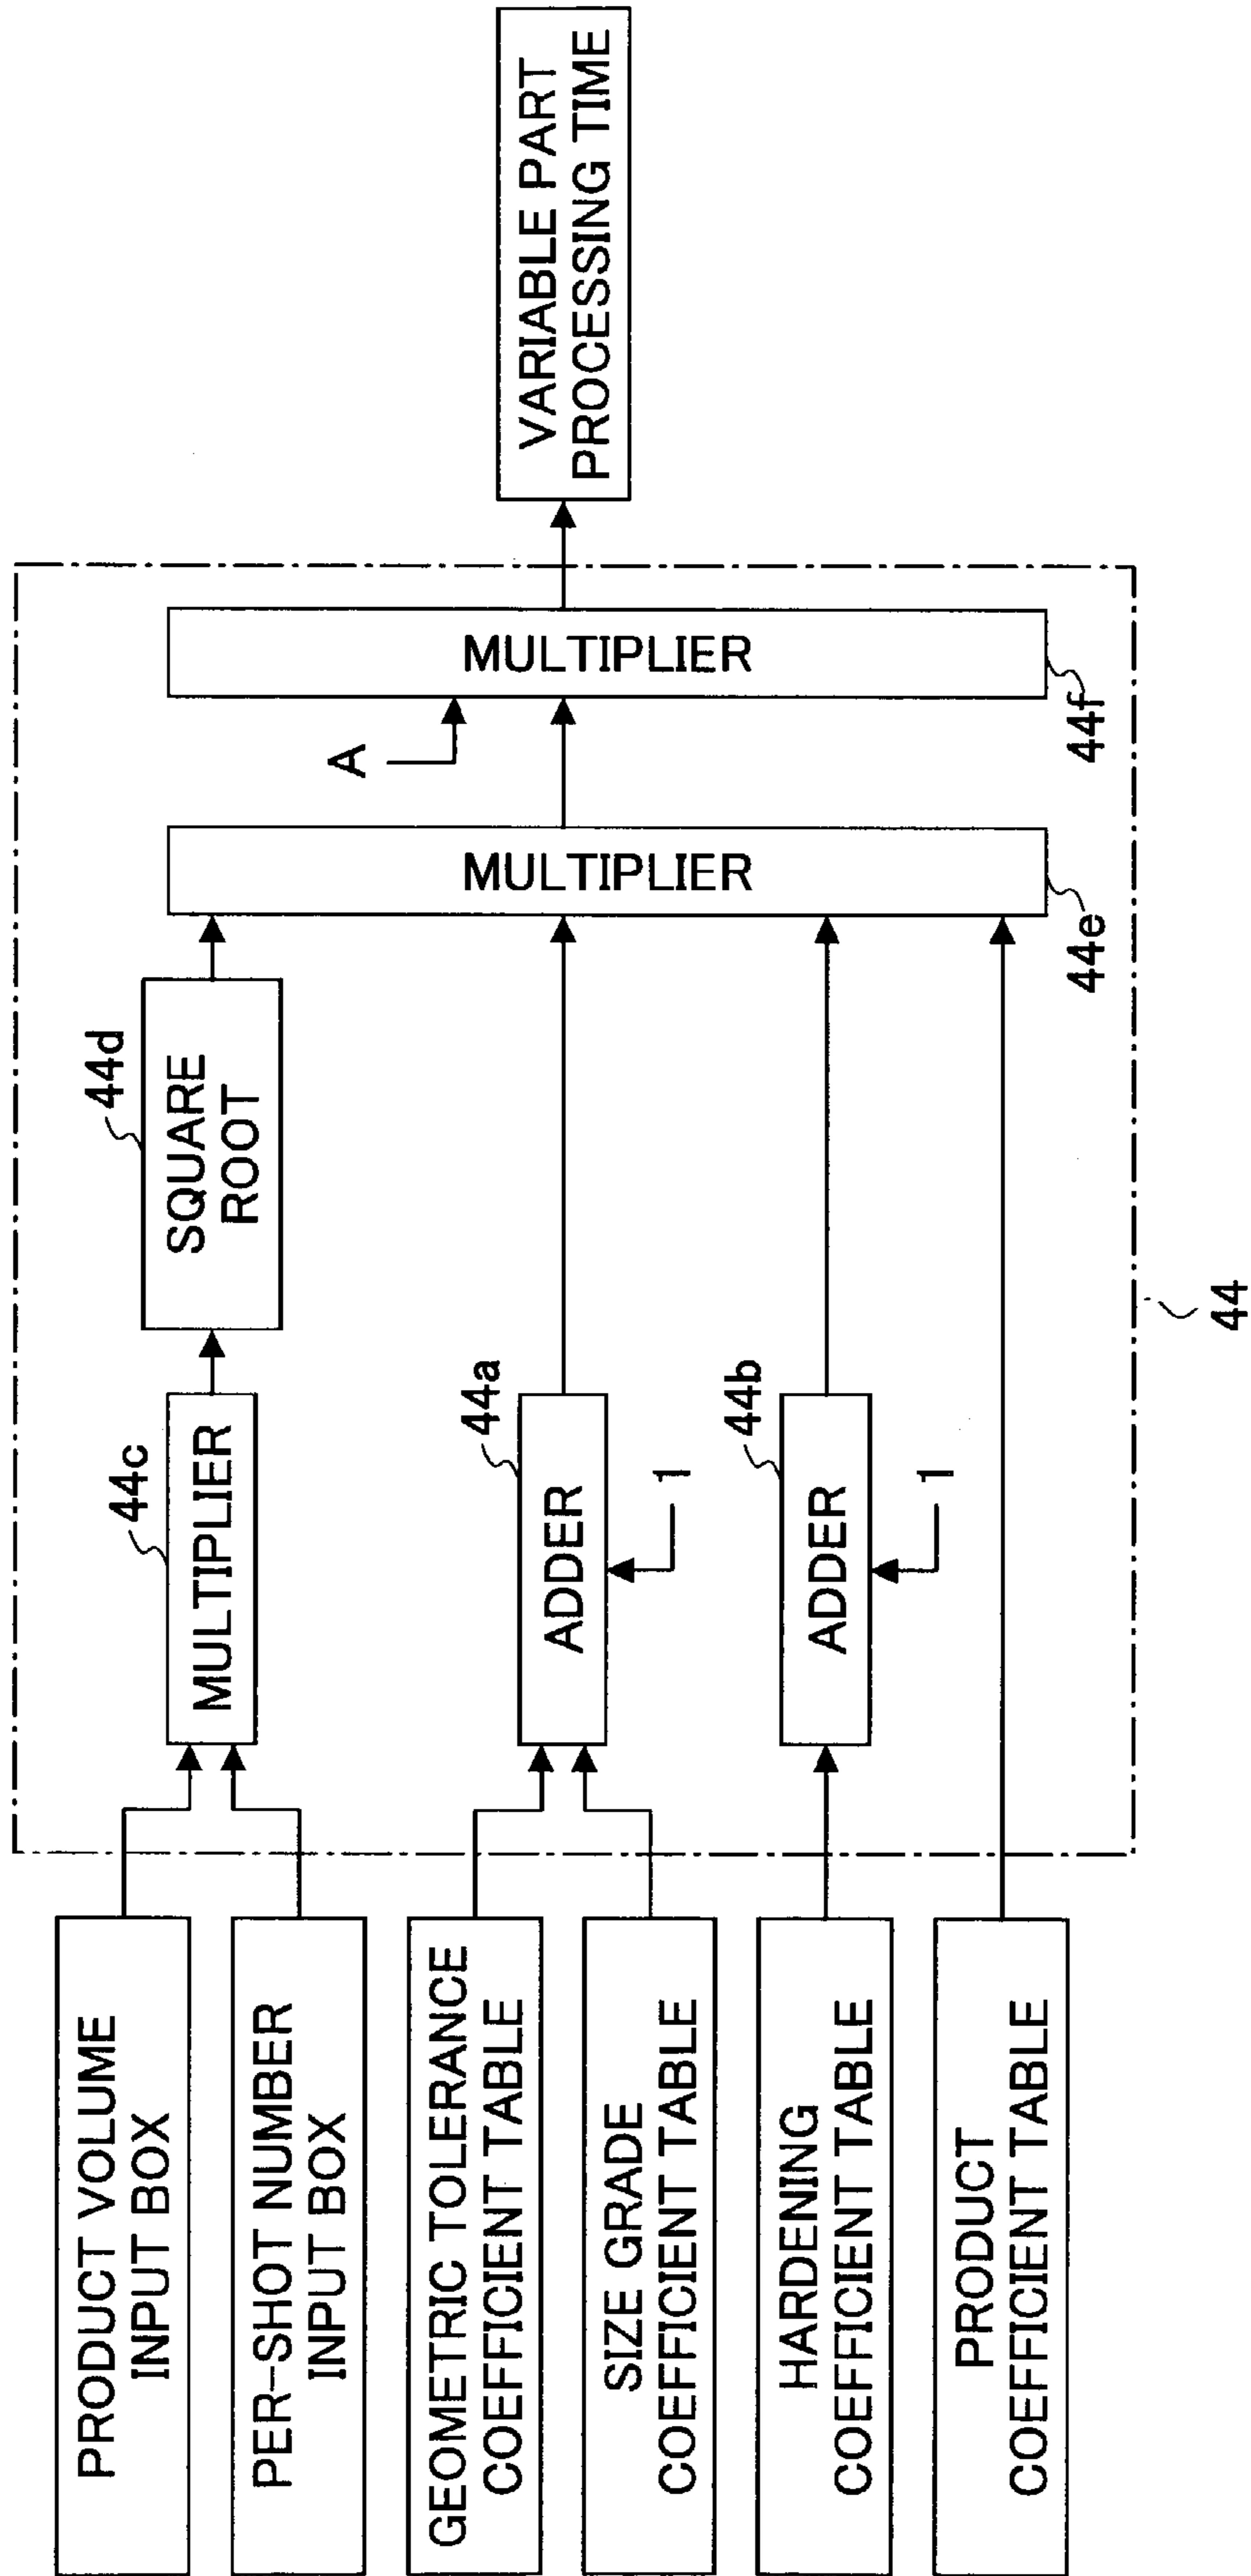 PRODUCT VOLUME
INPUT BOX
PER-SHOT NUMBER
INPUT BOX
GEOMETRIC TOLERANCE
COEFFICIENT TABLE
SIZE GRADE
COEFFICIENT TABLE
HARDENING
COEFFICIENT TABLE
PRODUCT
COEFFICIENT TABLE
44c
MULTIPLIER
44a
ADDER
1
44b
ADDER
1
44d
SQUARE
ROOT
MULTIPLIER
44e
A
MULTIPLIER
44f
44
VARIABLE PART
PROCESSING TIME